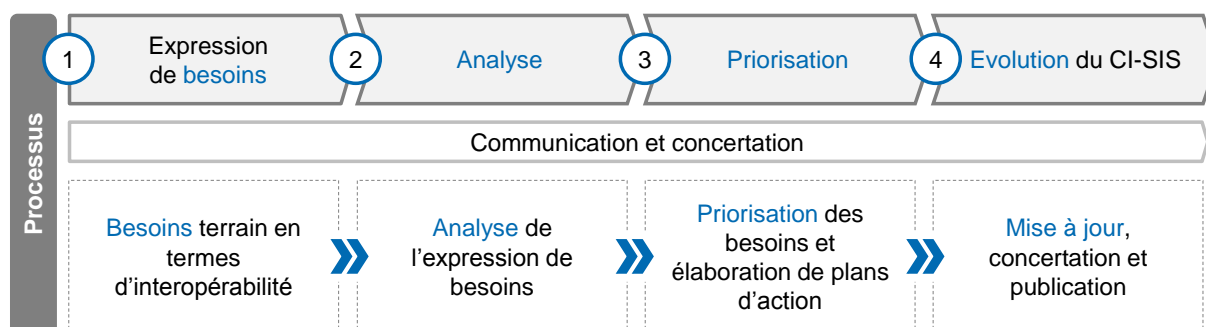 Processus
1
Expression
de besoins
2
Analyse
3
Priorisation
4
Evolution du CI-SIS
Communication et concertation
Besoins terrain en
termes
d'interopérabilité
Analyse de
l'expression de
besoins
Priorisation des
besoins et
élaboration de plans
d'action
Mise à jour,
concertation et
publication